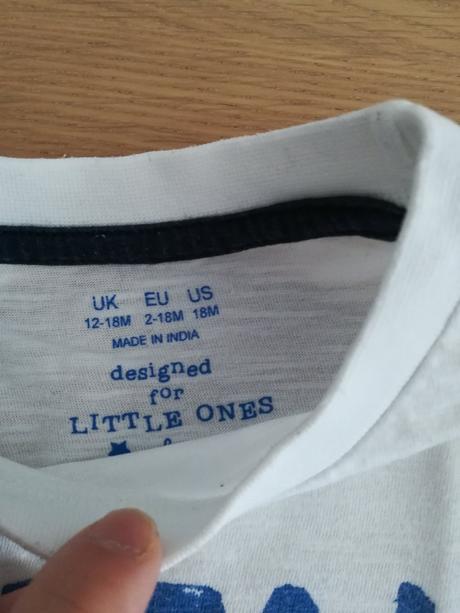 UK EU US
12-18M 2-18M 18M
MADE IN INDIA
designed
for
LITTLE ONES